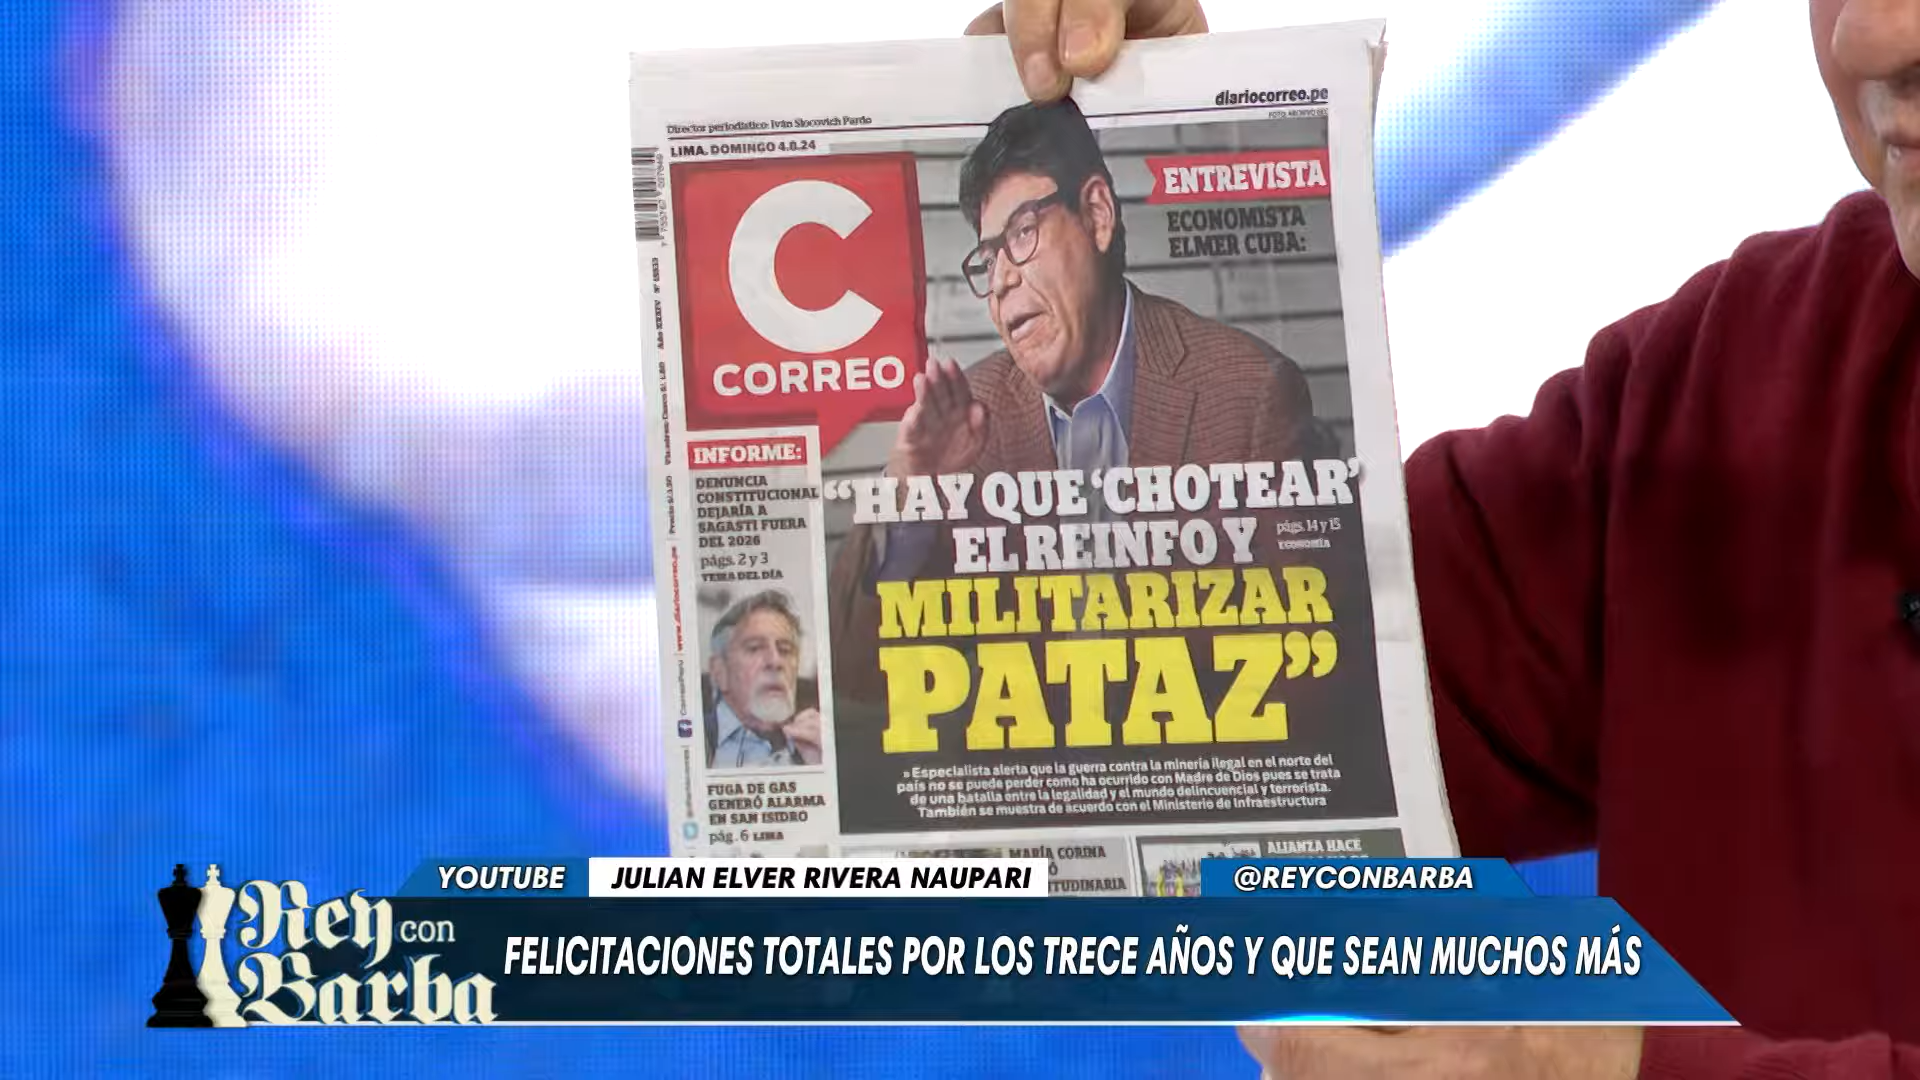 diariocorreo.pe
Director periodístico: Iván Slocovich Pardo
LIMA. DOMINGO 4.8.24
C
CORREO
ENTREVISTA
ECONOMISTA
ELMER CUBA:
INFORME:
DENUNCIA
CONSTITUCIONAL
DEJARÍA A
SAGASTI FUERA
DEL 2026
págs. 2 y 3
TEMA DEL DÍA
“HAY QUE ‘CHOTEAR’
EL REINFO Y
págs. 14 y 15
ECONOMÍA
MILITARIZAR
PATAZ”
» Especialista alerta que la guerra contra la minería ilegal en el norte del
país no se puede perder como ha ocurrido con Madre de Dios pues se trata
de una batalla entre la legalidad y el mundo delincuencial y terrorista.
También se muestra de acuerdo con el Ministerio de Infraestructura
FUGA DE GAS
GENERÓ ALARMA
EN SAN ISIDRO
pág. 6 LIMA
MARÍA CORINA
ALIANZA HACE
www.diariocorreo.pe
YOUTUBE
JULIAN ELVER RIVERA NAUPARI
@REYCONBARBA
Rey con
Barba
FELICITACIONES TOTALES POR LOS TRECE AÑOS Y QUE SEAN MUCHOS MÁS